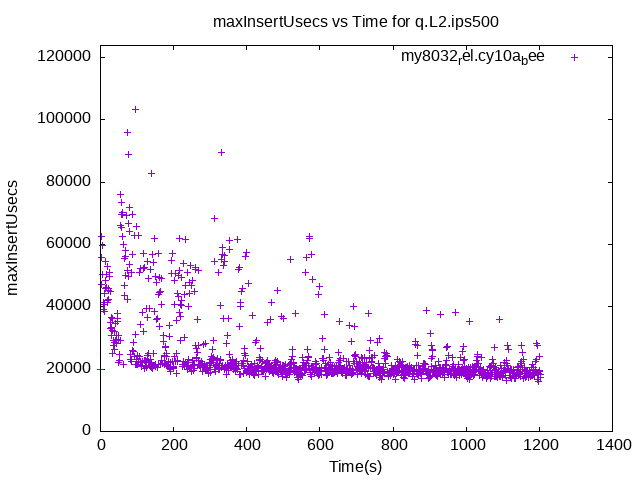 maxInsertUsecs vs Time for q.L2.ips500
my8032rel.cy10abee
120000
100000
80000
60000
40000
20000
0
maxInsertUsecs
0 200 400 600 800 1000 1200 1400
Time(s)